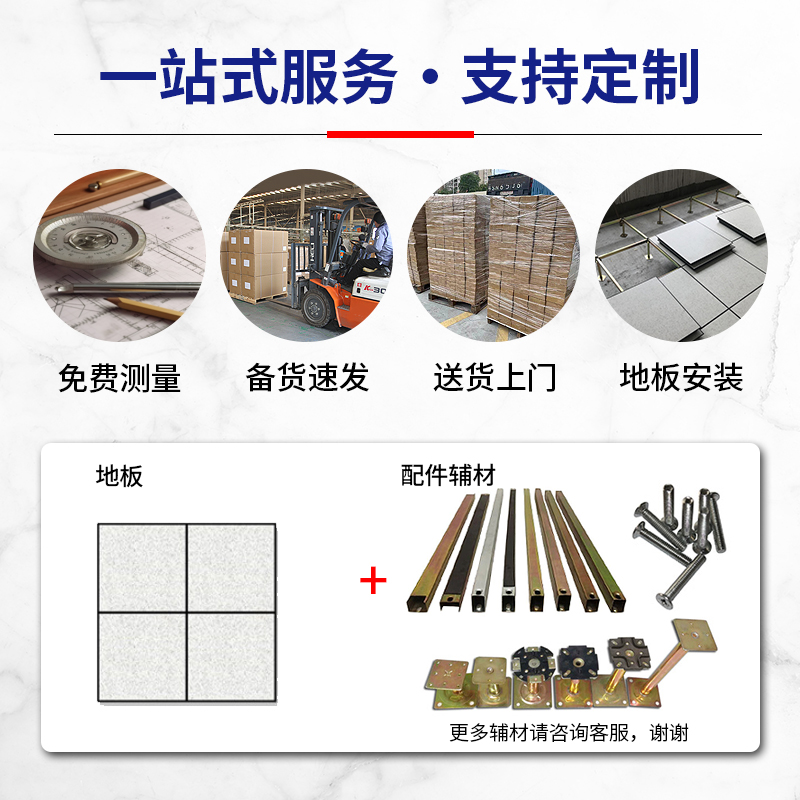 一站式服务·支持定制
免费测量
备货速发
送货上门
地板安装
地板
配件辅材
+
更多辅材请咨询客服，谢谢